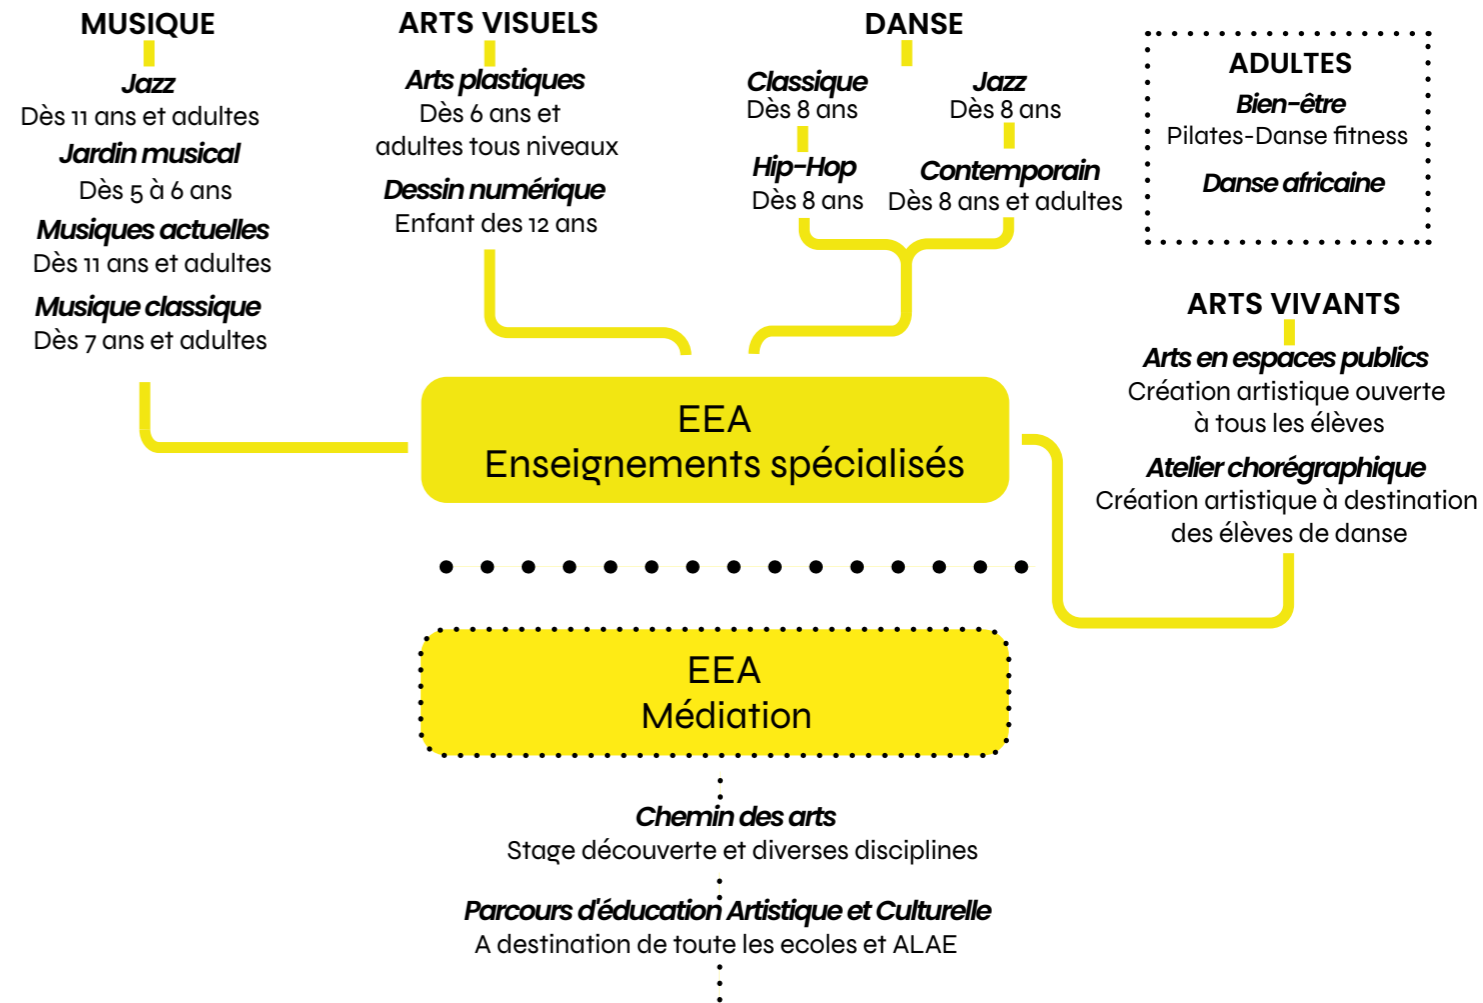 MUSIQUE
Jazz
Dès 11 ans et adultes
Jardin musical
Dès 5 à 6 ans
Musiques actuelles
Dès 11 ans et adultes
Musique classique
Dès 7 ans et adultes
ARTS VISUELS
Arts plastiques
Dès 6 ans et
adultes tous niveaux
Dessin numérique
Enfant des 12 ans
DANSE
Classique
Dès 8 ans
Hip-Hop
Dès 8 ans
Jazz
Dès 8 ans
Contemporain
Dès 8 ans et adultes
ADULTES
Bien-être
Pilates-Danse fitness
Danse africaine
ARTS VIVANTS
Arts en espaces publics
Création artistique ouverte
à tous les élèves
Atelier chorégraphique
Création artistique à destination
des élèves de danse
EEA
Enseignements spécialisés
EEA
Médiation
Chemin des arts
Stage découverte et diverses disciplines
Parcours d'éducation Artistique et Culturelle
A destination de toute les ecoles et ALAE